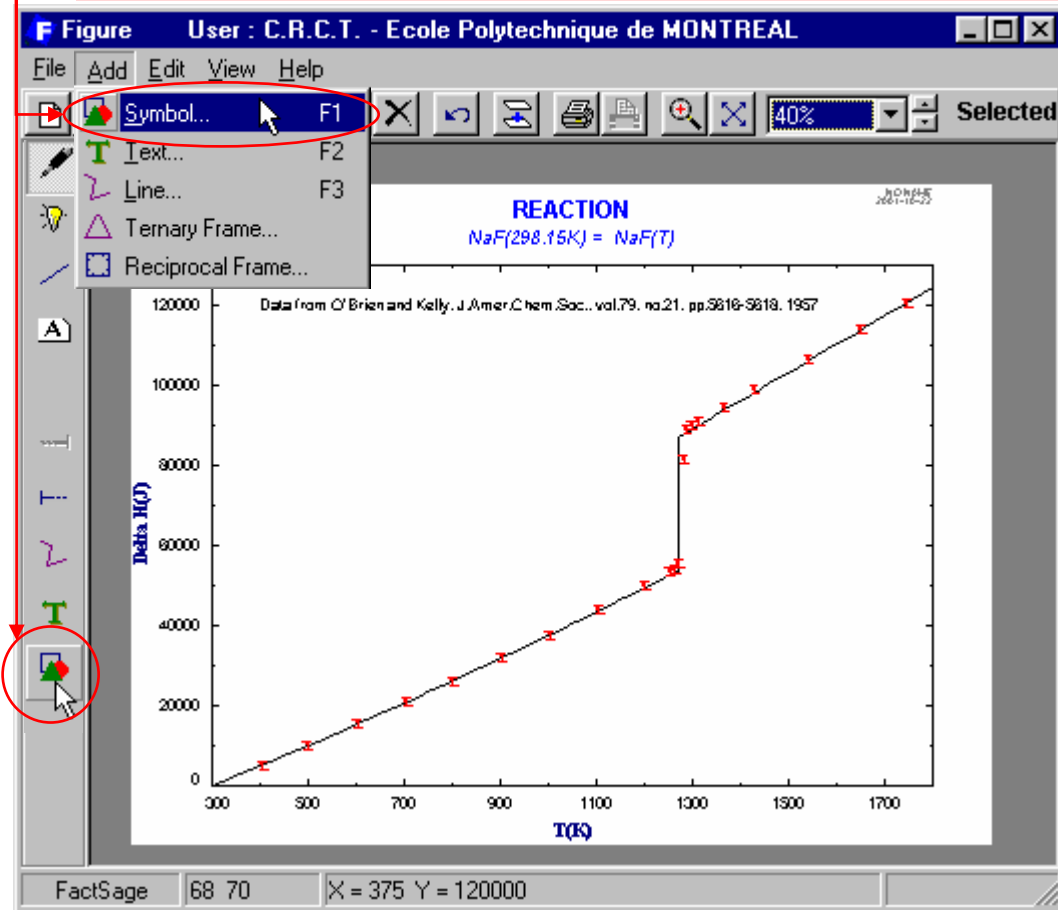 F Figure User : C.R.C.T. - Ecole Polytechnique de MONTREAL
File Add Edit View Help
Symbol... F1
40%
Selected
Text... F2
Line... F3
Ternary Frame...
Reciprocal Frame...
A
T
REACTION
NaF(298.15K) = NaF(T)
Data from O'Brien and Kelly. J.Amer.Chem.Soc.. vol.79. no.21. pp.5616-5618. 1957
120000
100000
80000
60000
40000
20000
0
Delta H(J)
300 500 700 900 1100 1300 1500 1700
T(K)
FactSage 68 70 X = 375 Y = 120000